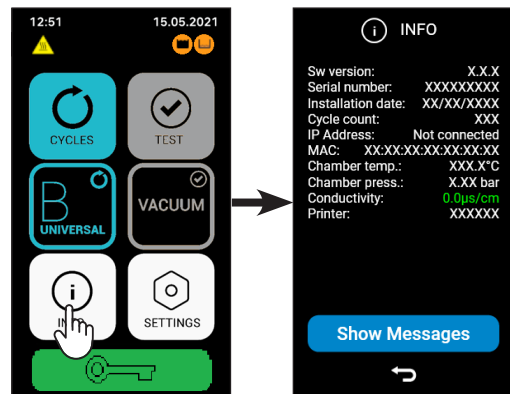 12:51 15.05.2021
CYCLES TEST
B
UNIVERSAL
VACUUM
i
SETTINGS
i INFO
Sw version: X.X.X
Serial number: XXXXXXXXX
Installation date: XX/XX/XXXX
Cycle count: XXX
IP Address: Not connected
MAC: XX:XX:XX:XX:XX:XX:XX
Chamber temp.: XXX.X°C
Chamber press.: X.XX bar
Conductivity: 0.0µs/cm
Printer: XXXXXX
Show Messages